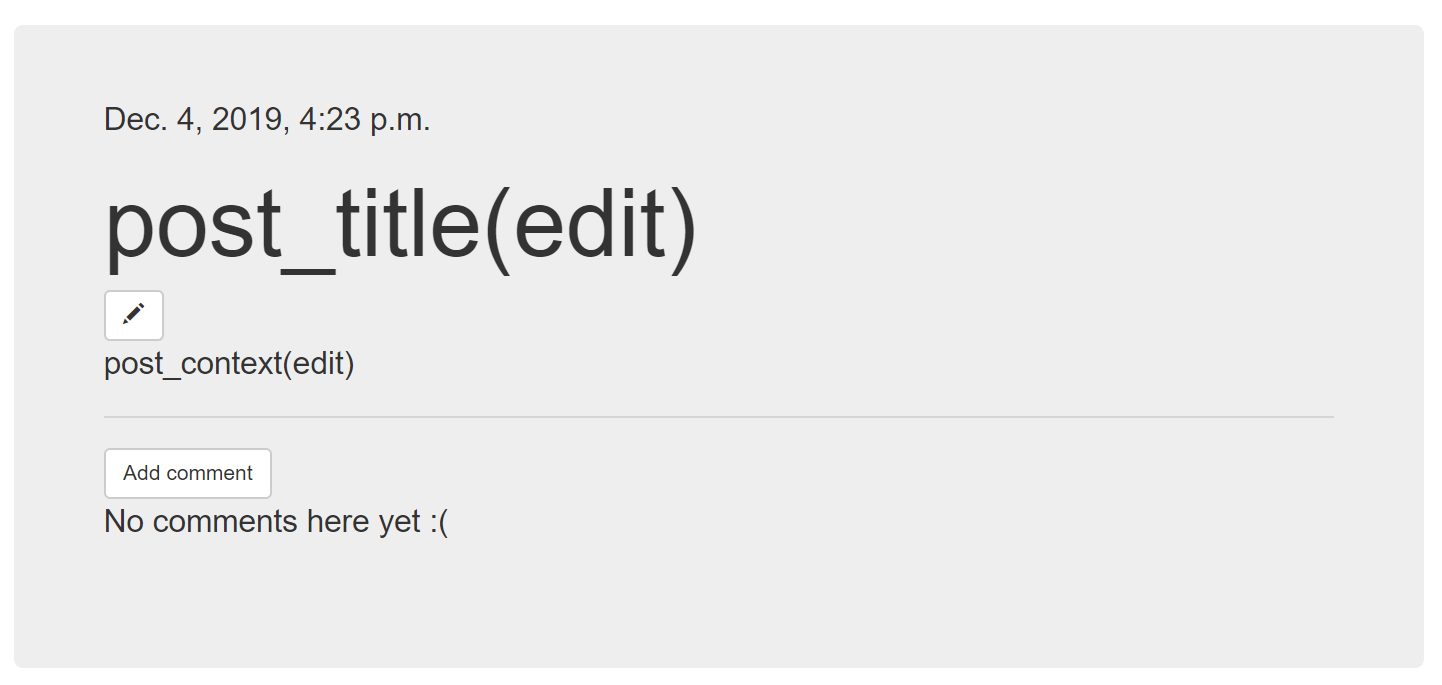 Dec. 4, 2019, 4:23 p.m.
post_title(edit)
post_context(edit)
Add comment
No comments here yet :(